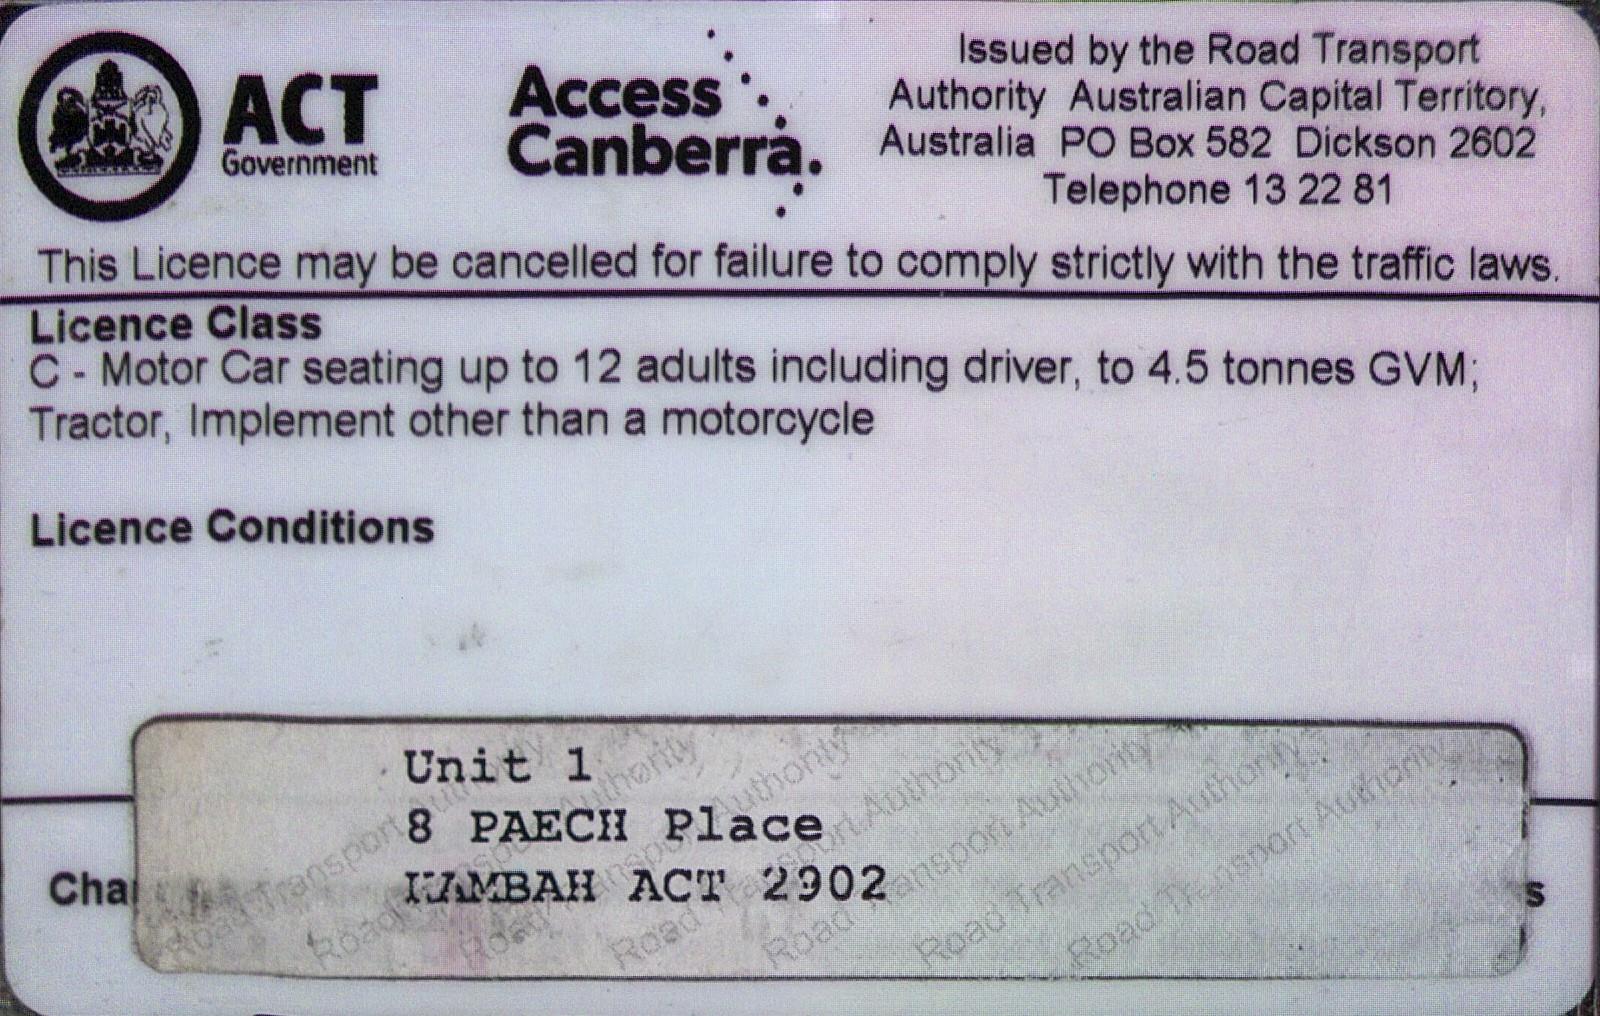 ACT
Government
Access
Canberra.
Issued by the Road Transport
Authority Australian Capital Territory,
Australia PO Box 582 Dickson 2602
Telephone 13 22 81
This Licence may be cancelled for failure to comply strictly with the traffic laws.
Licence Class
C - Motor Car seating up to 12 adults including driver, to 4.5 tonnes GVM;
Tractor, Implement other than a motorcycle
Licence Conditions
Unit 1
8 PAECH Place
KAMBAH ACT 2902
Road Transport Authority Road Transport Authority Road Transport Authority Road Transport Authority Road Transport Authority Road Transport Authority Road Transport Authority